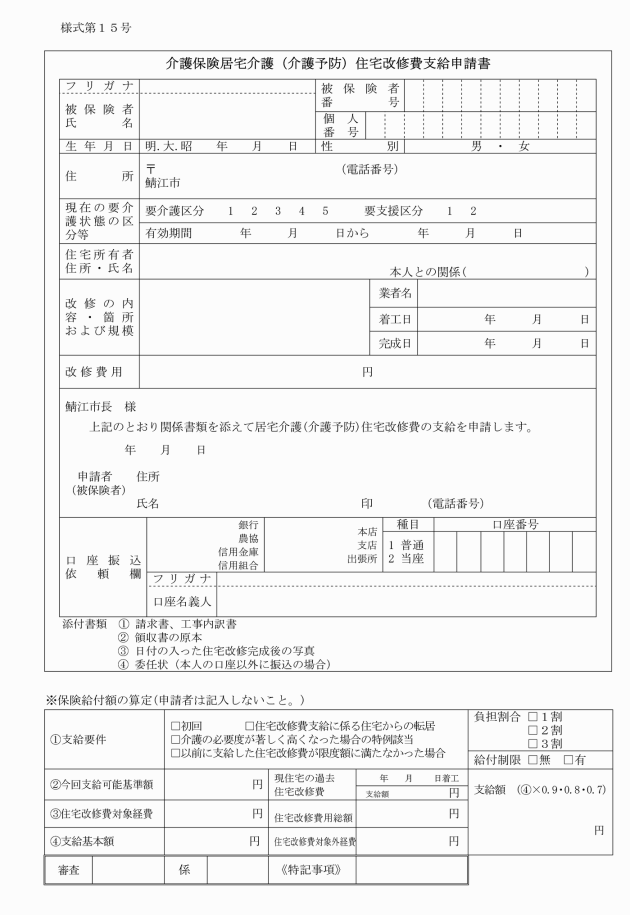 様式第１５号
介護保険居宅介護（介護予防）住宅改修費支給申請書
フリガナ
被保険者
氏名
被保険者
番号
個人
番号
生年月日 明.大.昭 年 月 日 性別 男 ・ 女
住所
〒 (電話番号)
鯖江市
現在の要介
護状態の区
分等
要介護区分 1 2 3 4 5 要支援区分 1 2
有効期間 年 月 日から 年 月 日
住宅所有者
住所・氏名
本人との関係( )
改修の内
容・箇所
および規模
業者名
着工日 年 月 日
完成日 年 月 日
改修費用 円
鯖江市長 様
上記のとおり関係書類を添えて居宅介護(介護予防)住宅改修費の支給を申請します。
年 月 日
申請者 住所
（被保険者）
氏名 印 (電話番号)
口座振込
依頼欄
銀行
農協
信用金庫
信用組合
本店
支店
出張所
種目
1 普通
2 当座
口座番号
フリガナ
口座名義人
添付書類 ① 請求書、工事内訳書
② 領収書の原本
③ 日付の入った住宅改修完成後の写真
④ 委任状（本人の口座以外に振込の場合）
※保険給付額の算定(申請者は記入しないこと。)
①支給要件
□初回 □住宅改修費支給に係る住宅からの転居
□介護の必要度が著しく高くなった場合の特例該当
□以前に支給した住宅改修費が限度額に満たなかった場合
負担割合 □１割
□２割
□３割
給付制限 □無 □有
②今回支給可能基準額 円
現住宅の過去
住宅改修費
年 月 日着工
支給額 円
支給額 (④×0.9・0.8・0.7)
円
③住宅改修対象経費 円 住宅改修費用総額 円
④支給基本額 円 住宅改修費対象外経費 円
審査 係 《特記事項》